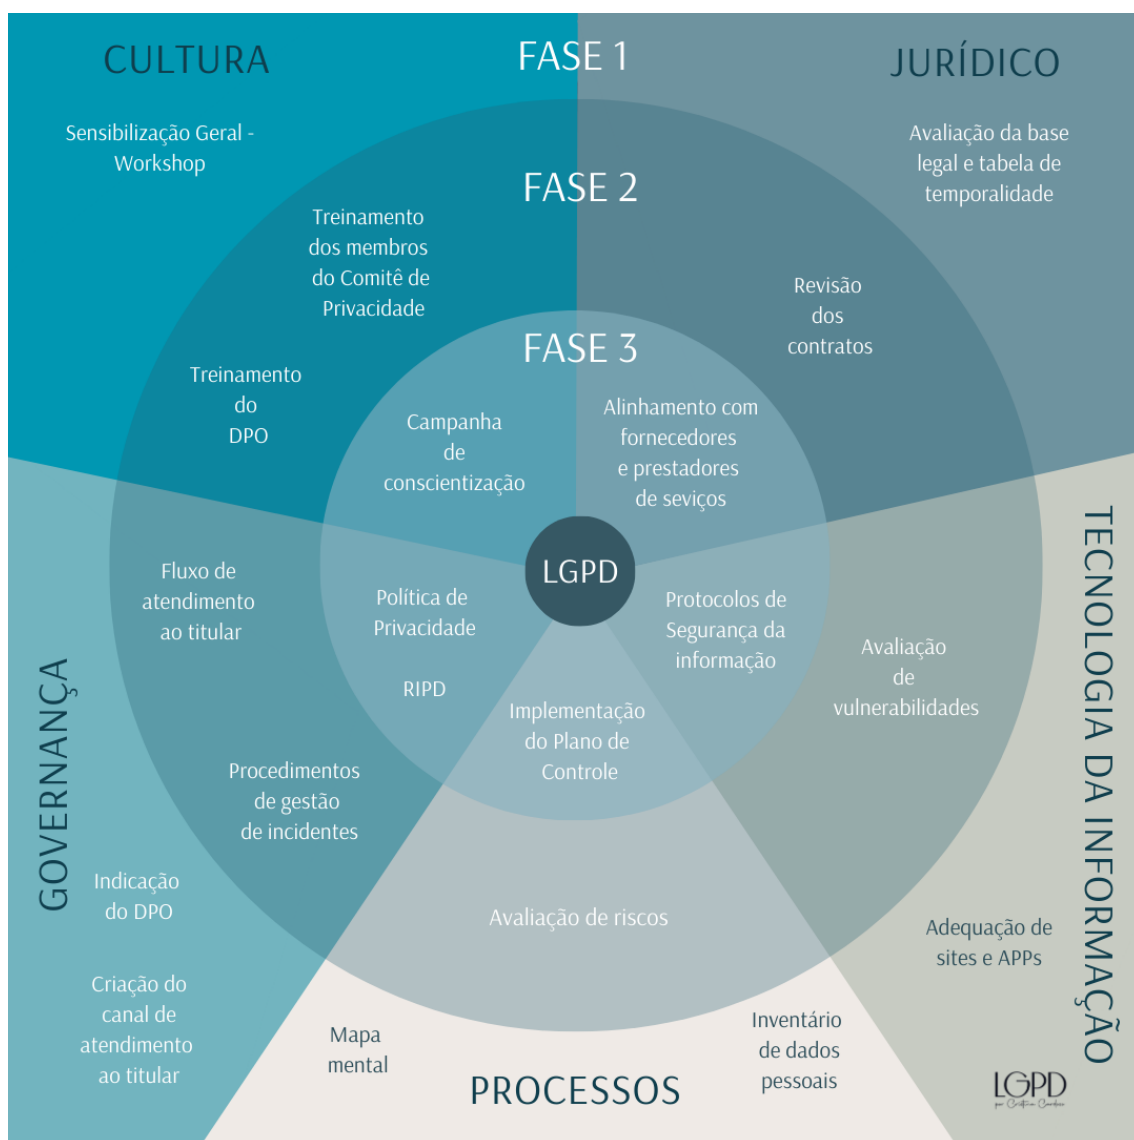 CULTURA
FASE 1
JURÍDICO
Sensibilização Geral -
Workshop
Avaliação da base
legal e tabela de
temporalidade
FASE 2
Treinamento
dos membros
do Comitê de
Privacidade
Revisão
dos
contratos
Treinamento
do
DPO
FASE 3
Campanha
de
conscientização
Alinhamento com
fornecedores
e prestadores
de seviços
LGPD
Fluxo de
atendimento
ao titular
Política de
Privacidade
RIPD
Protocolos de
Segurança da
informação
Avaliação
de
vulnerabilidades
Implementação
do Plano de
Controle
GOVERNANÇA
TECNOLOGIA DA INFORMAÇÃO
Procedimentos
de gestão
de incidentes
Indicação
do DPO
Criação do
canal de
atendimento
ao titular
Avaliação de riscos
Adequação de
sites e APPs
Mapa
mental
PROCESSOS
Inventário
de dados
pessoais
LGPD
por Cristina Cardoso